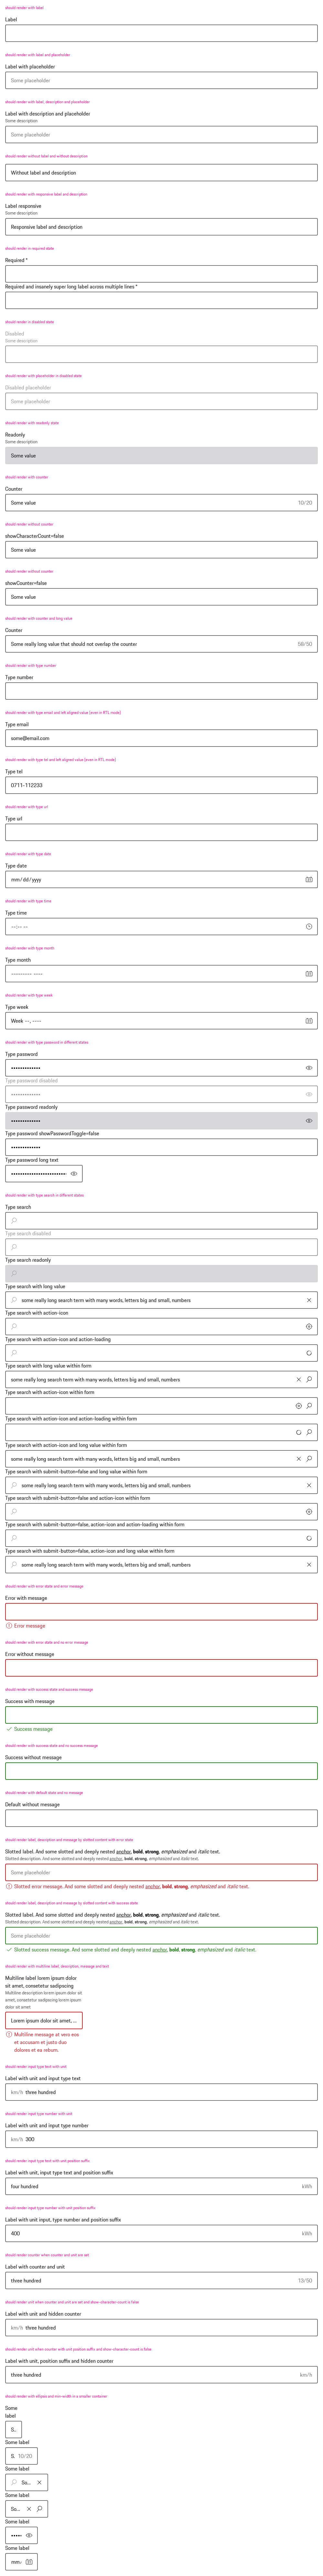 should render with label
Label
should render with label and placeholder
Label with placeholder
Some placeholder
should render with label, description and placeholder
Label with description and placeholder
Some description
Some placeholder
should render without label and without description
Without label and description
should render with responsive label and description
Label responsive
Some description
Responsive label and description
should render in required state
Required *
Required and insanely super long label across multiple lines *
should render in disabled state
Disabled
Some description
should render with placeholder in disabled state
Disabled placeholder
Some placeholder
should render with readonly state
Readonly
Some description
Some value
should render with counter
Counter
Some value 10/20
should render without counter
showCharacterCount=false
Some value
should render without counter
showCounter=false
Some value
should render with counter and long value
Counter
Some really long value that should not overlap the counter 58/50
should render with type number
Type number
should render with type email and left aligned value (even in RTL mode)
Type email
some@email.com
should render with type tel and left aligned value (even in RTL mode)
Type tel
0711-112233
should render with type url
Type url
should render with type date
Type date
mm/dd/yyyy
should render with type time
Type time
--:-- --
should render with type month
Type month
--------- ----
should render with type week
Type week
Week --, ----
should render with type password in different states
Type password
•••••••••••••
Type password disabled
•••••••••••••
Type password readonly
•••••••••••••
Type password showPasswordToggle=false
•••••••••••••
Type password long text
should render with type search in different states
Type search
Type search disabled
Type search readonly
Type search with long value
some really long search term with many words, letters big and small, numbers
Type search with action-icon
Type search with action-icon and action-loading
Type search with long value within form
some really long search term with many words, letters big and small, numbers
Type search with action-icon within form
Type search with action-icon and action-loading within form
Type search with action-icon and long value within form
some really long search term with many words, letters big and small, numbers
Type search with submit-button=false and long value within form
some really long search term with many words, letters big and small, numbers
Type search with submit-button=false and action-icon within form
Type search with submit-button=false, action-icon and action-loading within form
Type search with submit-button=false, action-icon and long value within form
some really long search term with many words, letters big and small, numbers
should render with error state and error message
Error with message
Error message
should render with error state and no error message
Error without message
should render with success state and success message
Success with message
Success message
should render with success state and no success message
Success without message
should render with default state and no message
Default without message
should render label, description and message by slotted content with error state
Slotted label. And some slotted and deeply nested anchor, bold, strong, emphasized and italic text.
Slotted description. And some slotted and deeply nested anchor, bold, strong, emphasized and italic text.
Some placeholder
Slotted error message. And some slotted and deeply nested anchor, bold, strong, emphasized and italic text.
should render label, description and message by slotted content with success state
Slotted label. And some slotted and deeply nested anchor, bold, strong, emphasized and italic text.
Slotted description. And some slotted and deeply nested anchor, bold, strong, emphasized and italic text.
Some placeholder
Slotted success message. And some slotted and deeply nested anchor, bold, strong, emphasized and italic text.
should render with multiline label, description, message and text
Multiline label lorem ipsum dolor
sit amet, consetetur sadipscing
Multiline description lorem ipsum dolor sit
amet, consetetur sadipscing lorem ipsum
dolor sit amet
Lorem ipsum dolor sit amet, ...
Multiline message at vero eos
et accusam et justo duo
dolores et ea rebum.
should render input type text with unit
Label with unit and input type text
km/h three hundred
should render input type number with unit
Label with unit and input type number
km/h 300
should render input type text with unit position suffix
Label with unit, input type text and position suffix
four hundred kWh
should render input type number with unit position suffix
Label with unit input, type number and position suffix
400 kWh
should render counter when counter and unit are set
Label with counter and unit
three hundred 13/50
should render unit when counter and unit are set and show-character-count is false
Label with unit and hidden counter
km/h three hundred
should render unit when counter with unit position suffix and show-character-count is false
Label with unit, position suffix and hidden counter
three hundred km/h
should render with ellipsis and min-width in a smaller container
Some
label
S...
Some label
S. 10/20
Some label
So...
Some label
So...
Some label
Some label
mm/